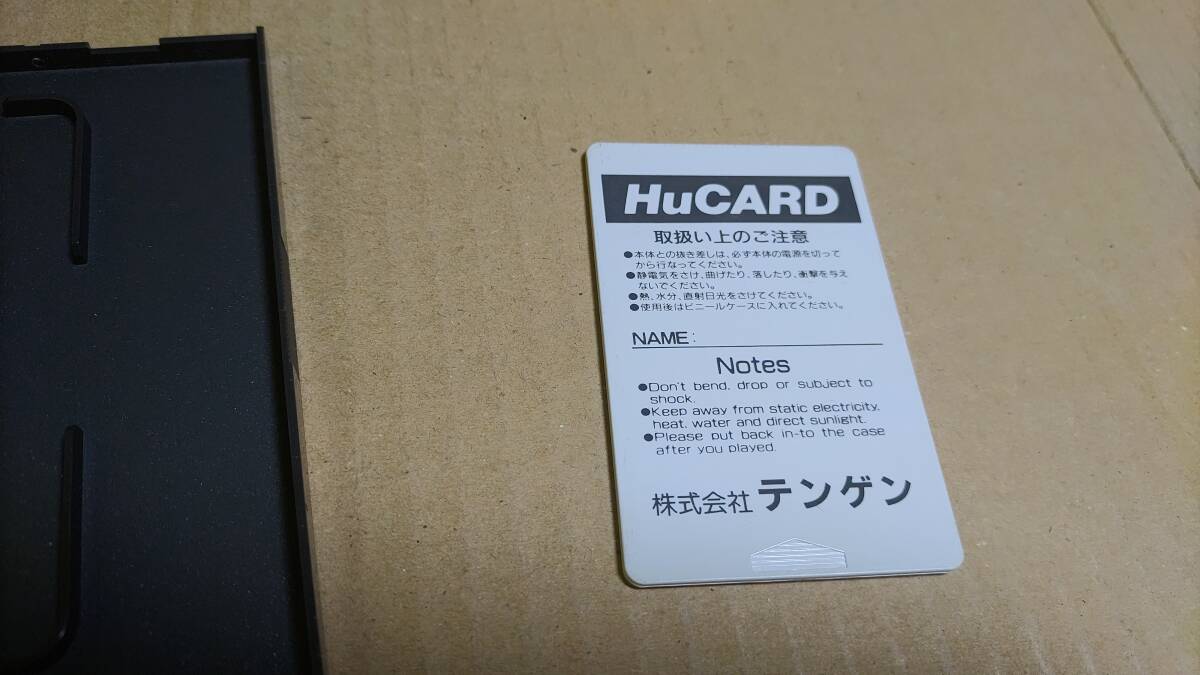 HuCARD
取扱い上のご注意
●本体との抜き差しは、必ず本体の電源を切って
から行なってください。
●静電気をさけ、曲げたり、落したり、衝撃を与え
ないでください。
●熱、水分、直射日光をさけてください。
●使用後はビニールケースに入れてください。
NAME:
Notes
●Don't bend, drop or subject to
shock.
●Keep away from static electricity,
heat, water and direct sunlight.
●Please put back in-to the case
after you played.
株式会社 テンゲン